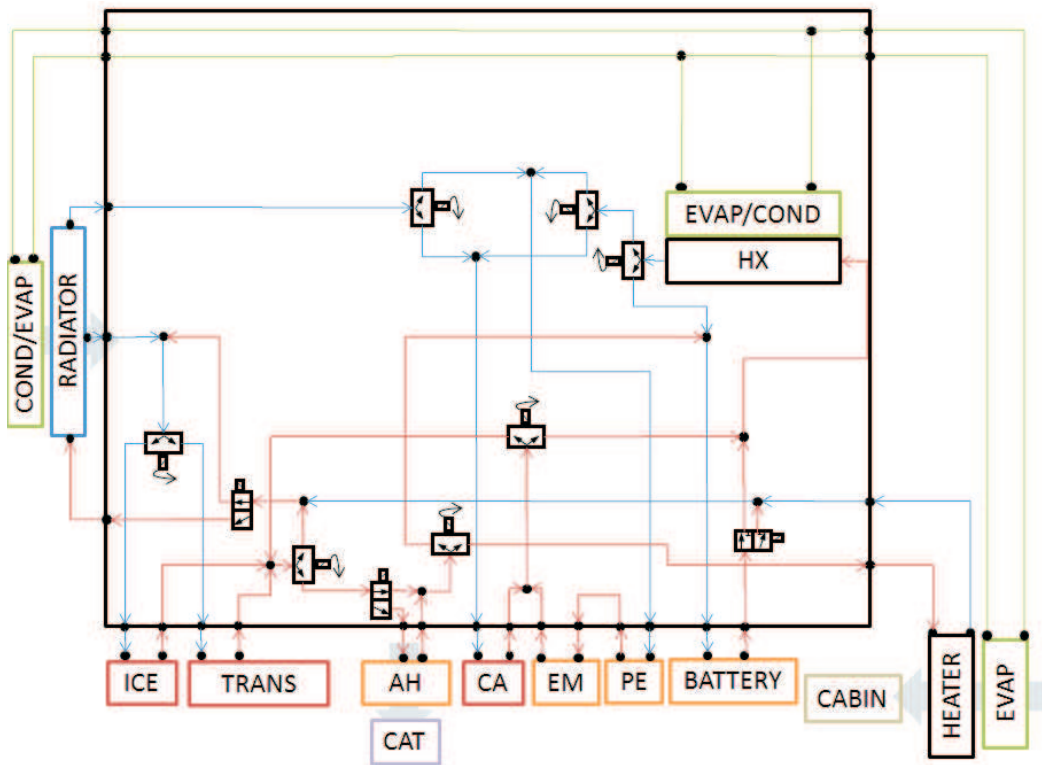 EVAP/COND
HX
COND/EVAP
RADIATOR
ICE
TRANS
AH
CA
EM
PE
BATTERY
CABIN
HEATER
EVAP
CAT